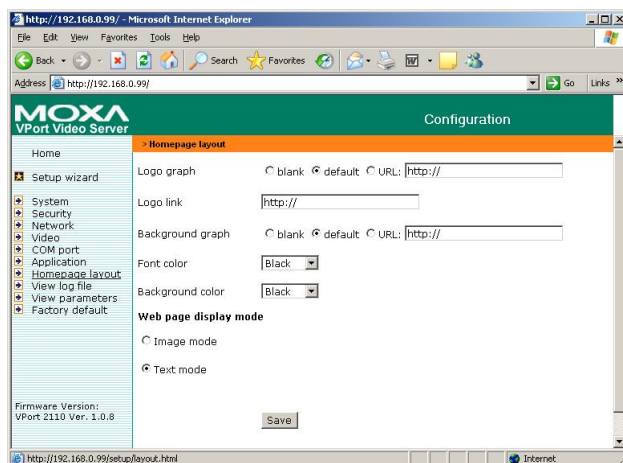 http://192.168.0.99/ - Microsoft Internet Explorer
File Edit View Favorites Tools Help
Back Search Favorites
Address http://192.168.0.99/ Go Links »
MOXA
VPort Video Server
Configuration
> Homepage layout
Home
Setup wizard
System
Security
Network
Video
COM port
Application
Homepage layout
View log file
View parameters
Factory default
Firmware Version:
VPort 2110 Ver. 1.0.8
Logo graph blank default URL: http://
Logo link http://
Background graph blank default URL: http://
Font color Black
Background color Black
Web page display mode
Image mode
Text mode
Save
http://192.168.0.99/setup/layout.html Internet